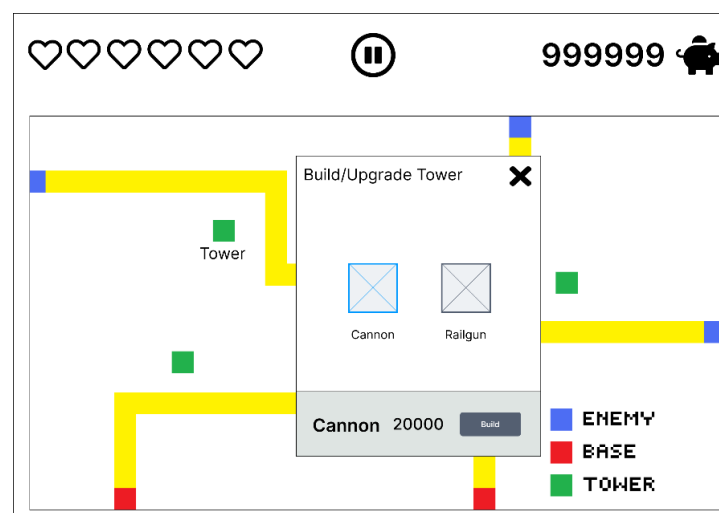 999999
Build/Upgrade Tower
Tower
Cannon
Railgun
Cannon 20000 Build
ENEMY
BASE
TOWER